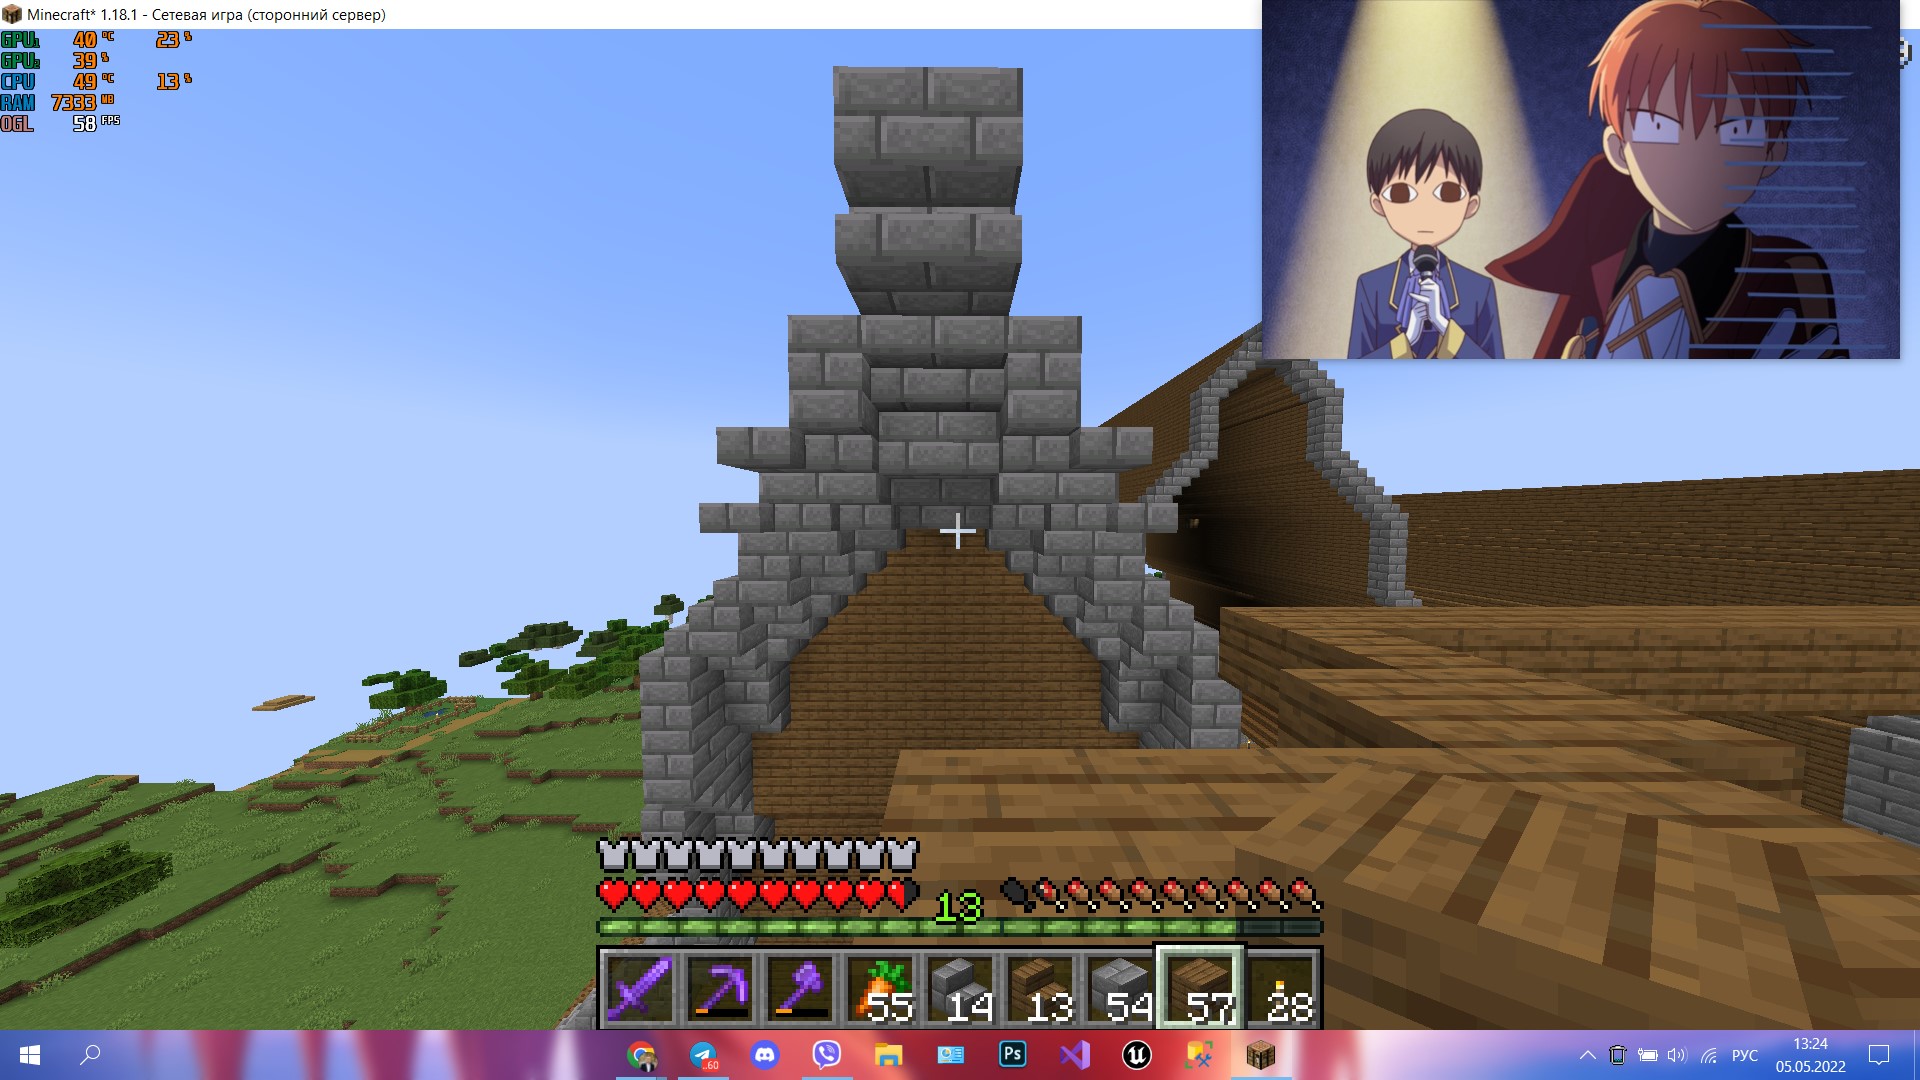 Minecraft* 1.18.1 - Сетевая игра (сторонний сервер)
GPU1 40 °C 23 %
GPU2 39 %
CPU 49 °C 13 %
RAM 7333 MB
OGL 58 FPS
13
55 14 13 54 57 28
60
Ps
РУС
13:24
05.05.2022